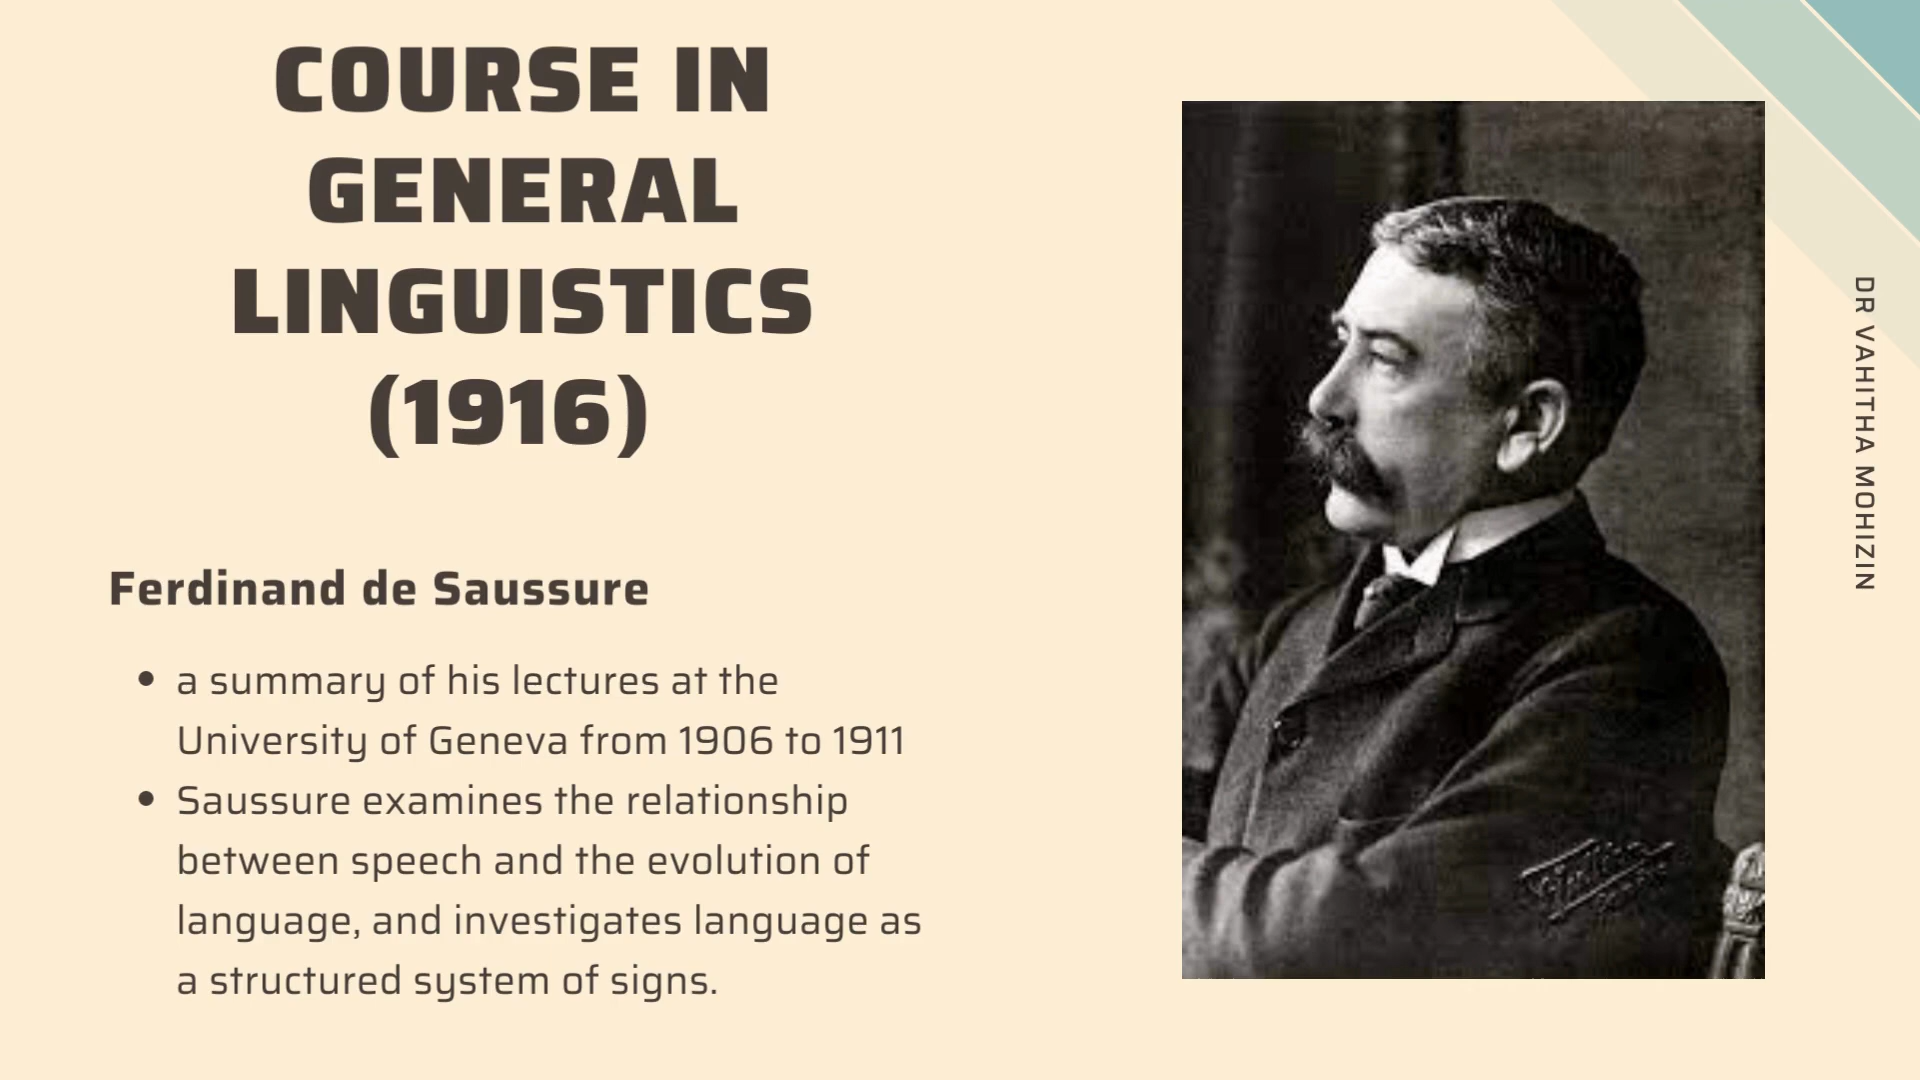 COURSE IN
GENERAL
LINGUISTICS
(1916)
Ferdinand de Saussure
• a summary of his lectures at the
University of Geneva from 1906 to 1911
• Saussure examines the relationship
between speech and the evolution of
language, and investigates language as
a structured system of signs.
DR VAHITHA MOHIZIN